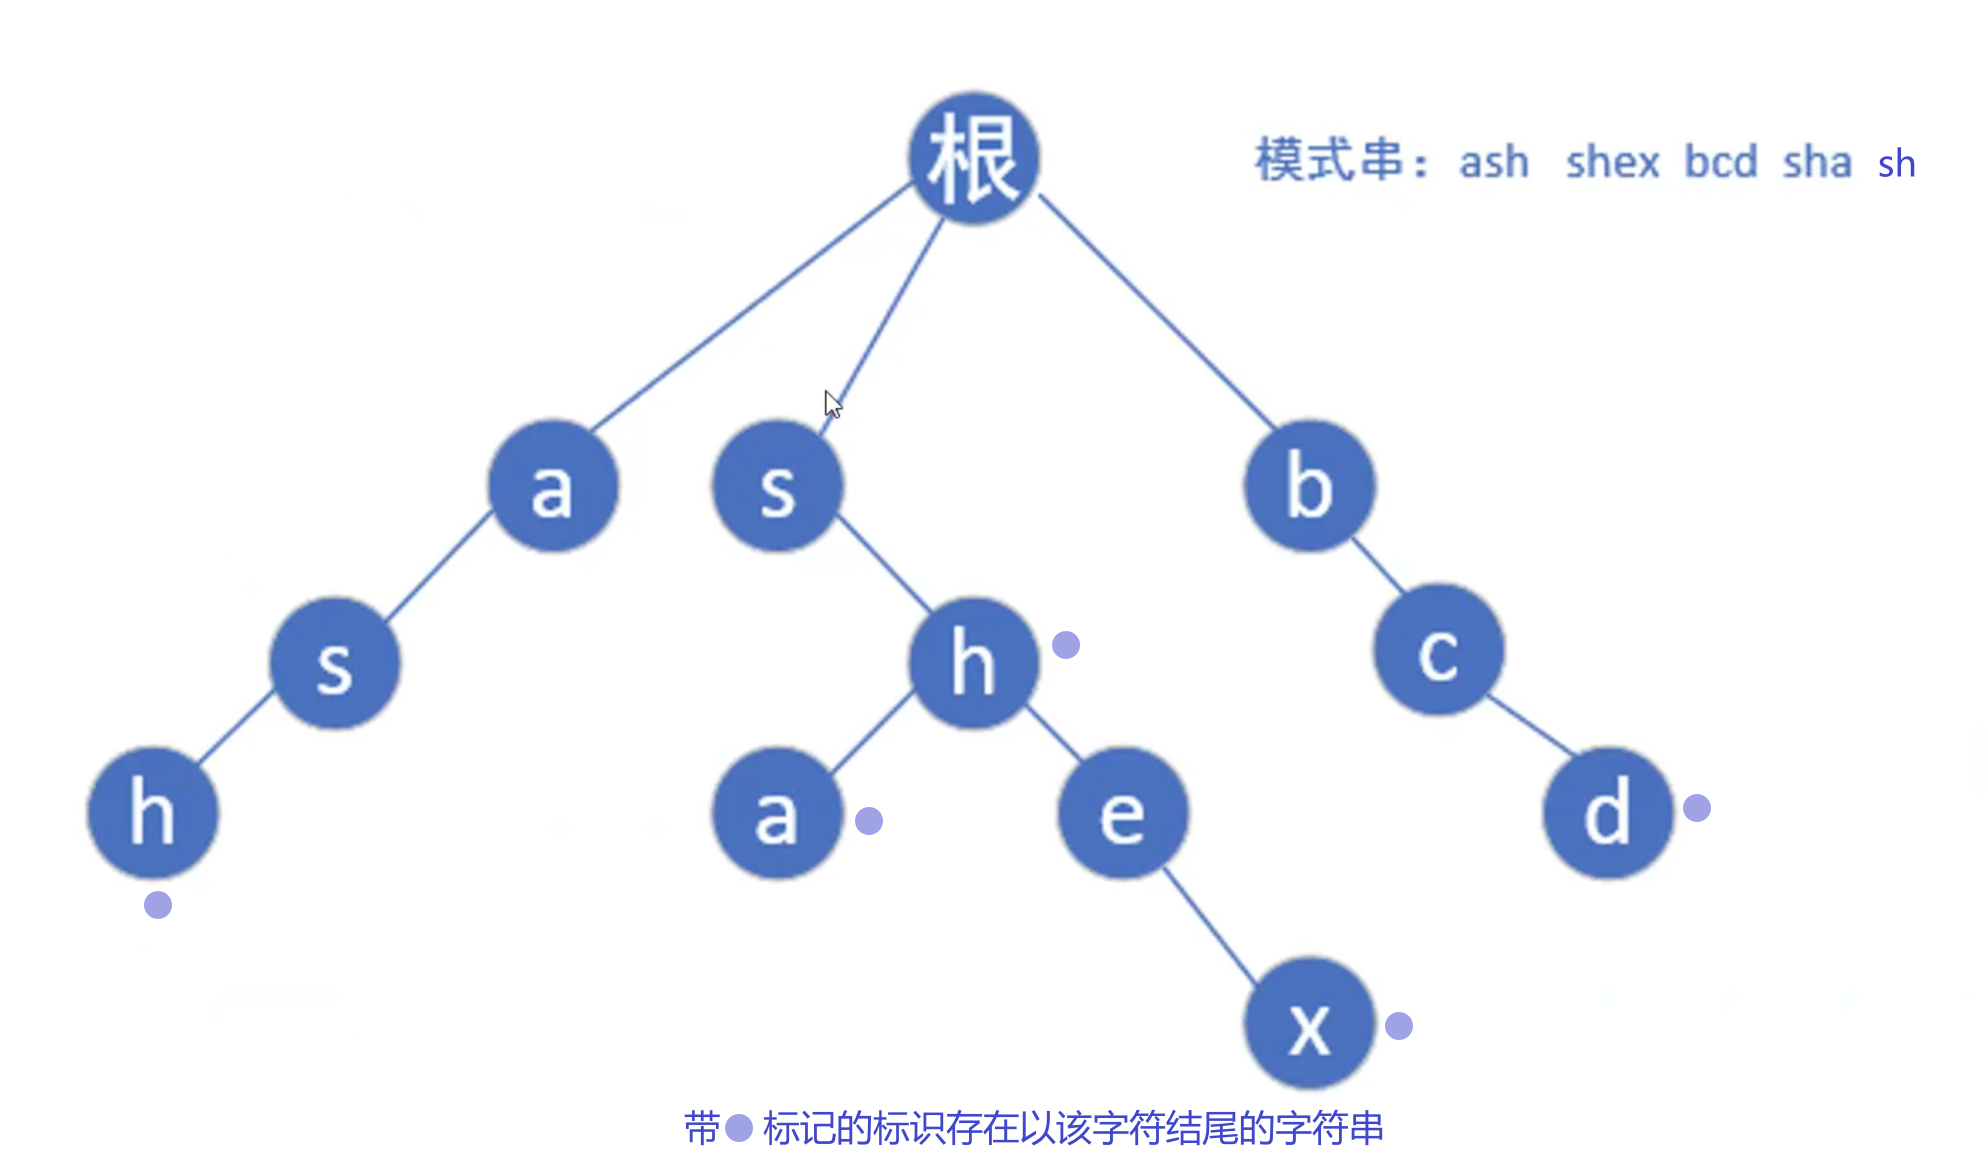 根
模式串： ash shex bcd sha sh
a s b
s h c
h a e d
x
带 标记的标识存在以该字符结尾的字符串